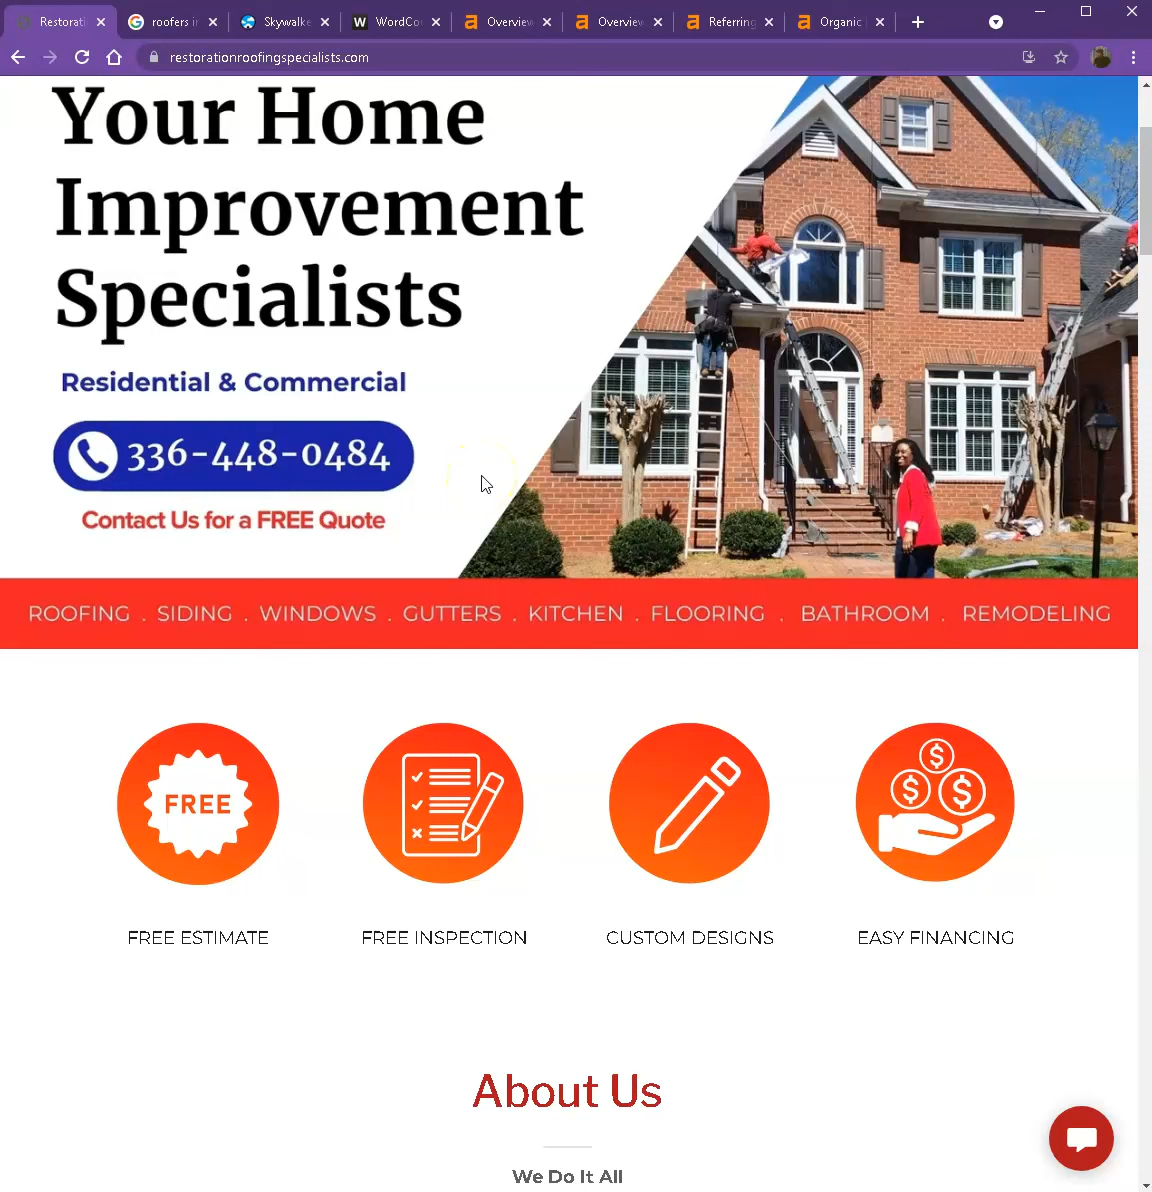 Restorati
roofers in
Skywalke
WordCou
Overview
Overview
Referring
Organic
restorationroofingspecialists.com
Your Home
Improvement
Specialists
Residential & Commercial
336-448-0484
Contact Us for a FREE Quote
ROOFING . SIDING . WINDOWS . GUTTERS . KITCHEN . FLOORING . BATHROOM . REMODELING
FREE
FREE ESTIMATE
FREE INSPECTION
CUSTOM DESIGNS
EASY FINANCING
About Us
We Do It All